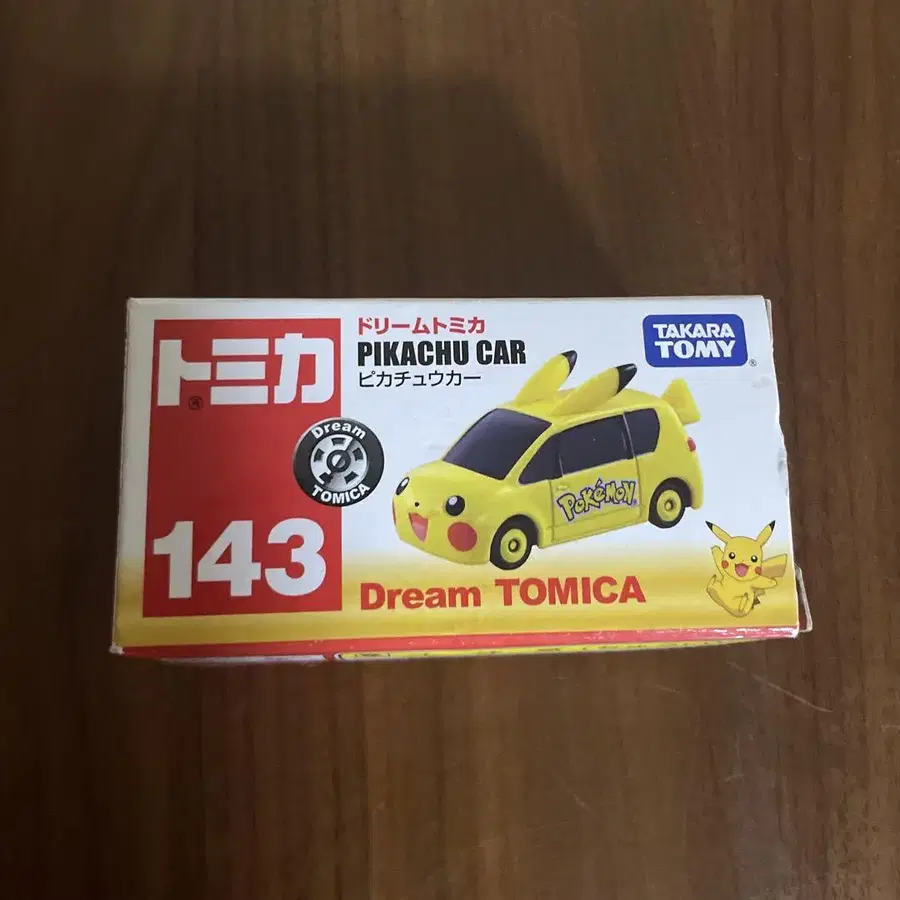 トミカ
®
143
Dream
TOMICA
ドリームトミカ
PIKACHU CAR
ピカチュウカー
TAKARA
TOMY
®
POKéMON
Dream TOMICA